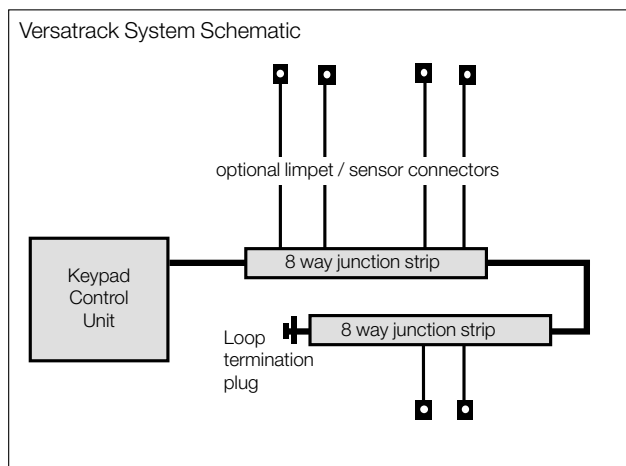 Versatrack System Schematic
optional limpet / sensor connectors
8 way junction strip
Keypad
Control
Unit
8 way junction strip
Loop
termination
plug